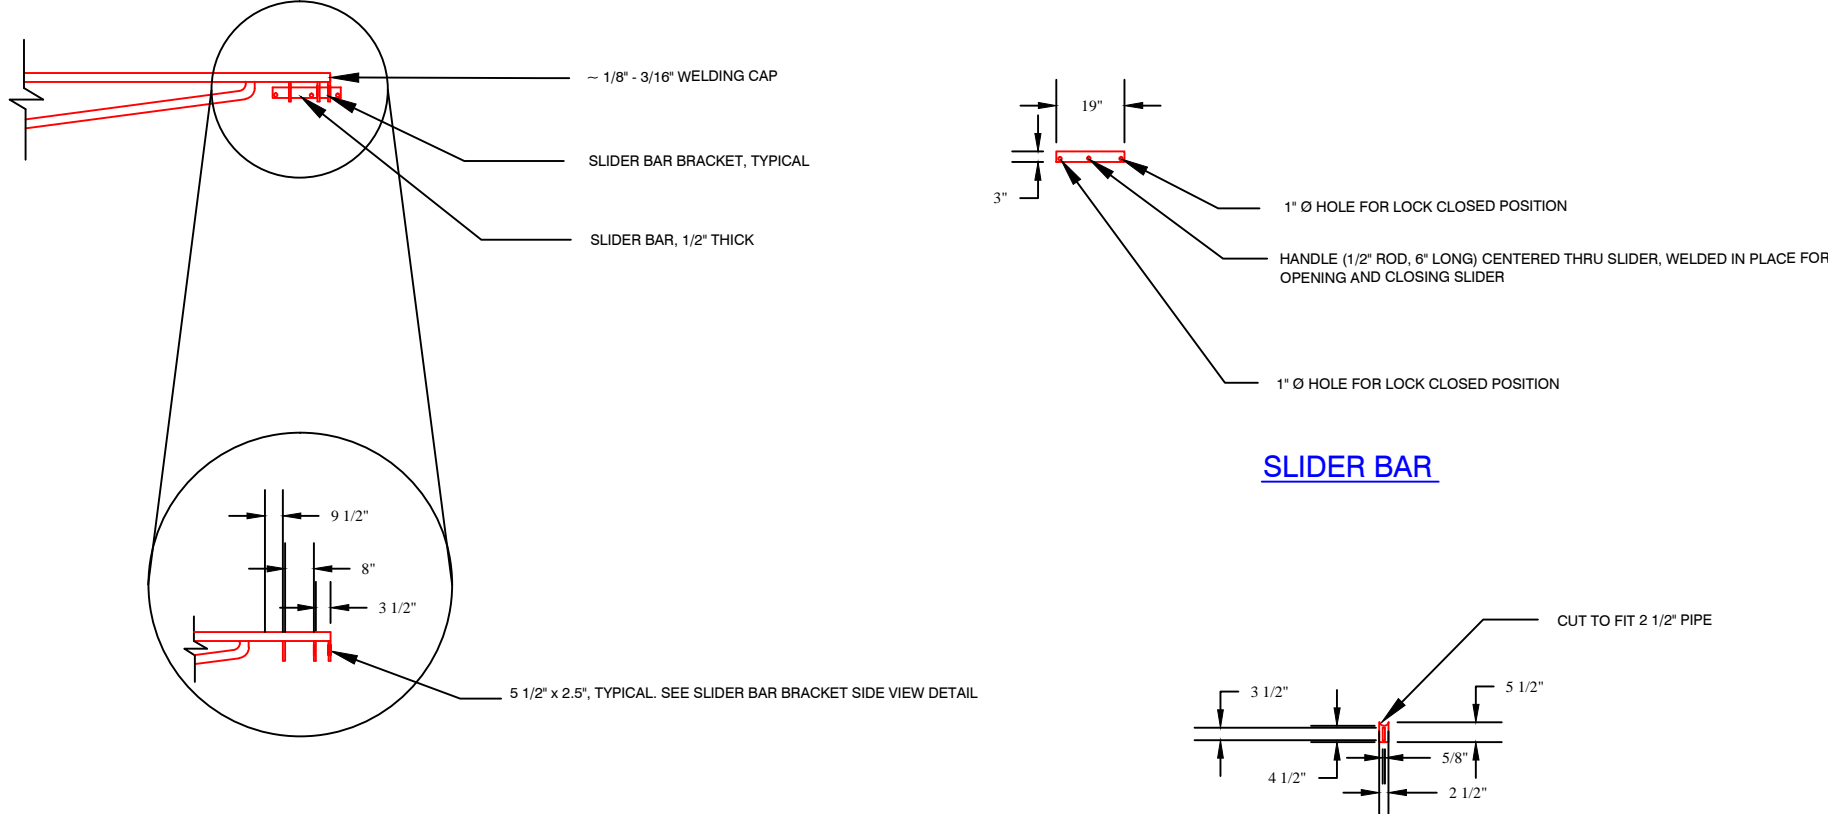 ~ 1/8" - 3/16" WELDING CAP
SLIDER BAR BRACKET, TYPICAL
SLIDER BAR, 1/2" THICK
9 1/2"
8"
3 1/2"
5 1/2" x 2.5", TYPICAL. SEE SLIDER BAR BRACKET SIDE VIEW DETAIL
19"
3"
1" Ø HOLE FOR LOCK CLOSED POSITION
HANDLE (1/2" ROD, 6" LONG) CENTERED THRU SLIDER, WELDED IN PLACE FOR
OPENING AND CLOSING SLIDER
1" Ø HOLE FOR LOCK CLOSED POSITION
SLIDER BAR
CUT TO FIT 2 1/2" PIPE
3 1/2"
5 1/2"
5/8"
4 1/2"
2 1/2"